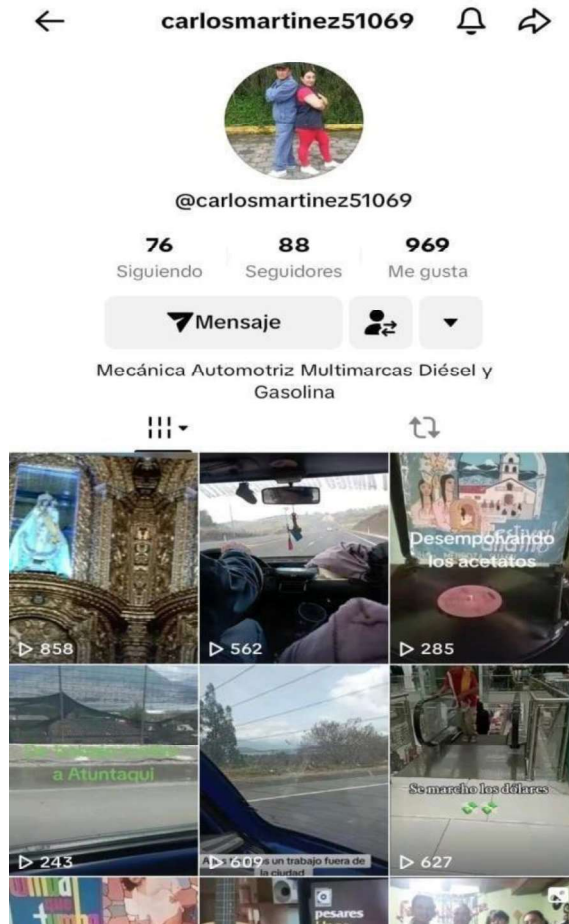 carlosmartinez51069
@carlosmartinez51069
76
88
969
Siguiendo
Seguidores
Me gusta
Mensaje
Mecánica Automotriz Multimarcas Diésel y
Gasolina
858
562
Desempolvando
los acetatos
285
a Atuntaqui
243
un trabajo fuera de
la ciudad
609
Se marcho los dólares
627
pesares